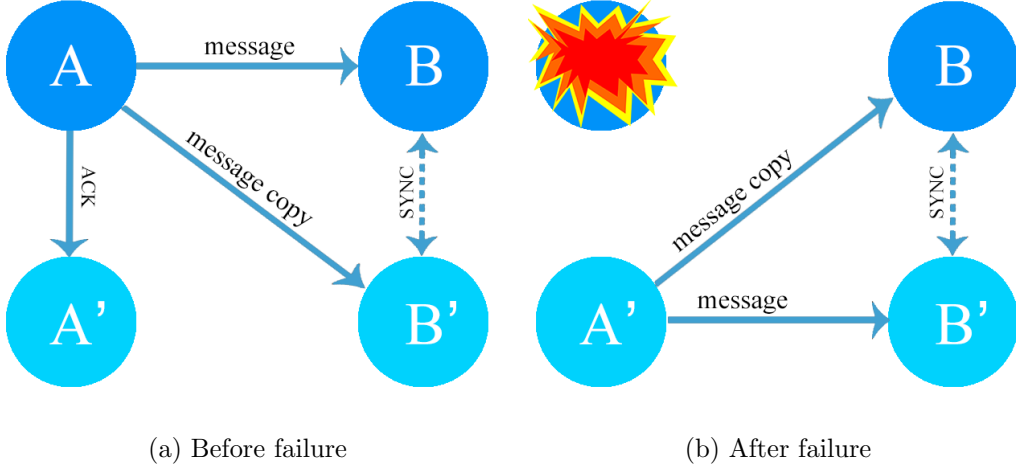 A
message
B
ACK
message copy
SYNC
A’
B’
(a) Before failure
B
message copy
SYNC
A’
message
B’
(b) After failure